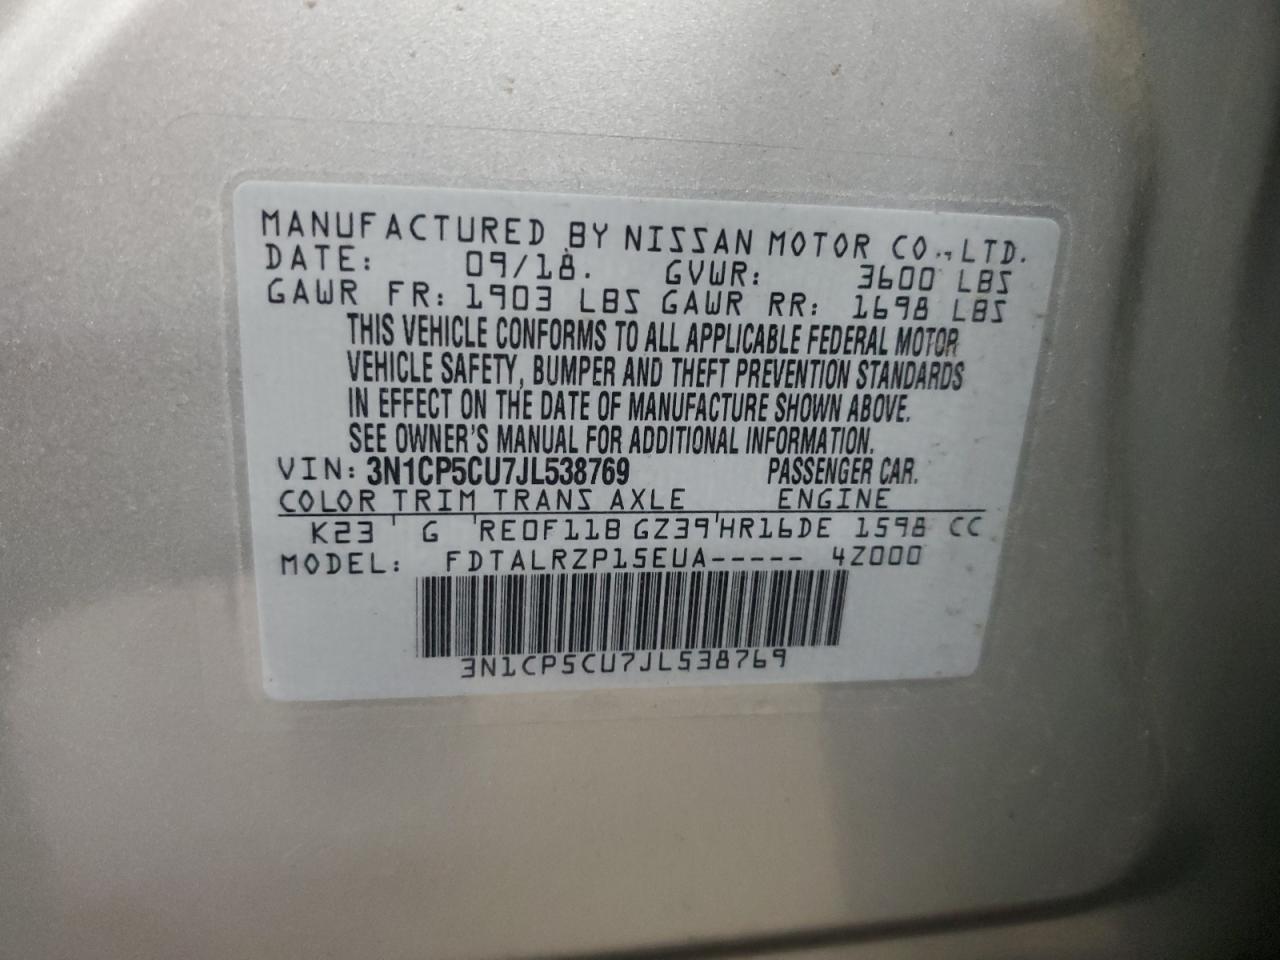 MANUFACTURED BY NISSAN MOTOR CO.,LTD.
DATE: 09/18. GVWR: 3600 LBS
GAWR FR: 1903 LBS GAWR RR: 1698 LBS
THIS VEHICLE CONFORMS TO ALL APPLICABLE FEDERAL MOTOR
VEHICLE SAFETY, BUMPER AND THEFT PREVENTION STANDARDS
IN EFFECT ON THE DATE OF MANUFACTURE SHOWN ABOVE.
SEE OWNER'S MANUAL FOR ADDITIONAL INFORMATION.
VIN: 3N1CP5CU7JL538769 PASSENGER CAR.
COLOR TRIM TRANS AXLE ENGINE
K23 ' G 'RE0F11B GZ39'HR16DE 1598 CC
MODEL: FDTALRZP15EUA----- 4Z000
3N1CP5CU7JL538769